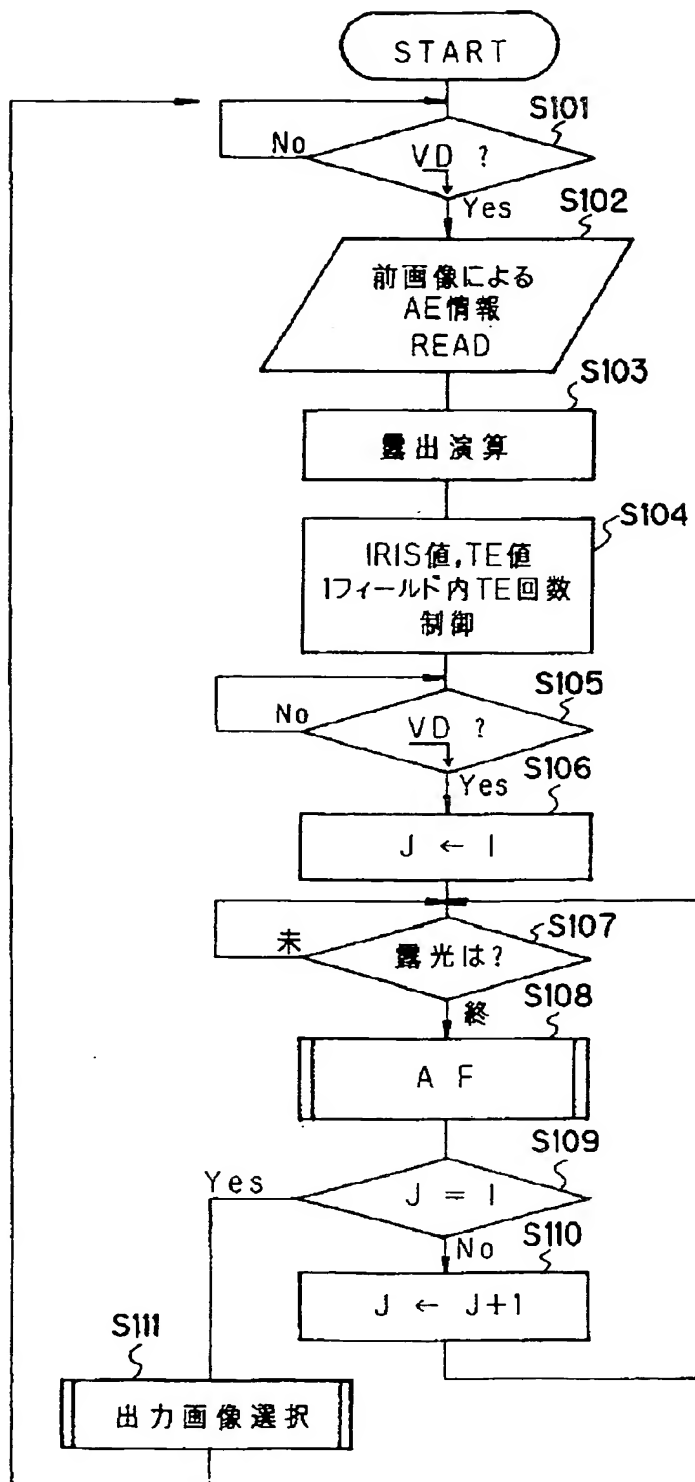 START
S101
No
VD ?
Yes
S102
前画像による
AE情報
READ
S103
露出演算
S104
IRIS値,TE値
1フィールド内TE回数
制御
S105
No
VD ?
Yes
S106
J ← 1
S107
未
露光は?
終
S108
AF
S109
Yes
J = I
No
S110
J ← J+1
S111
出力画像選択